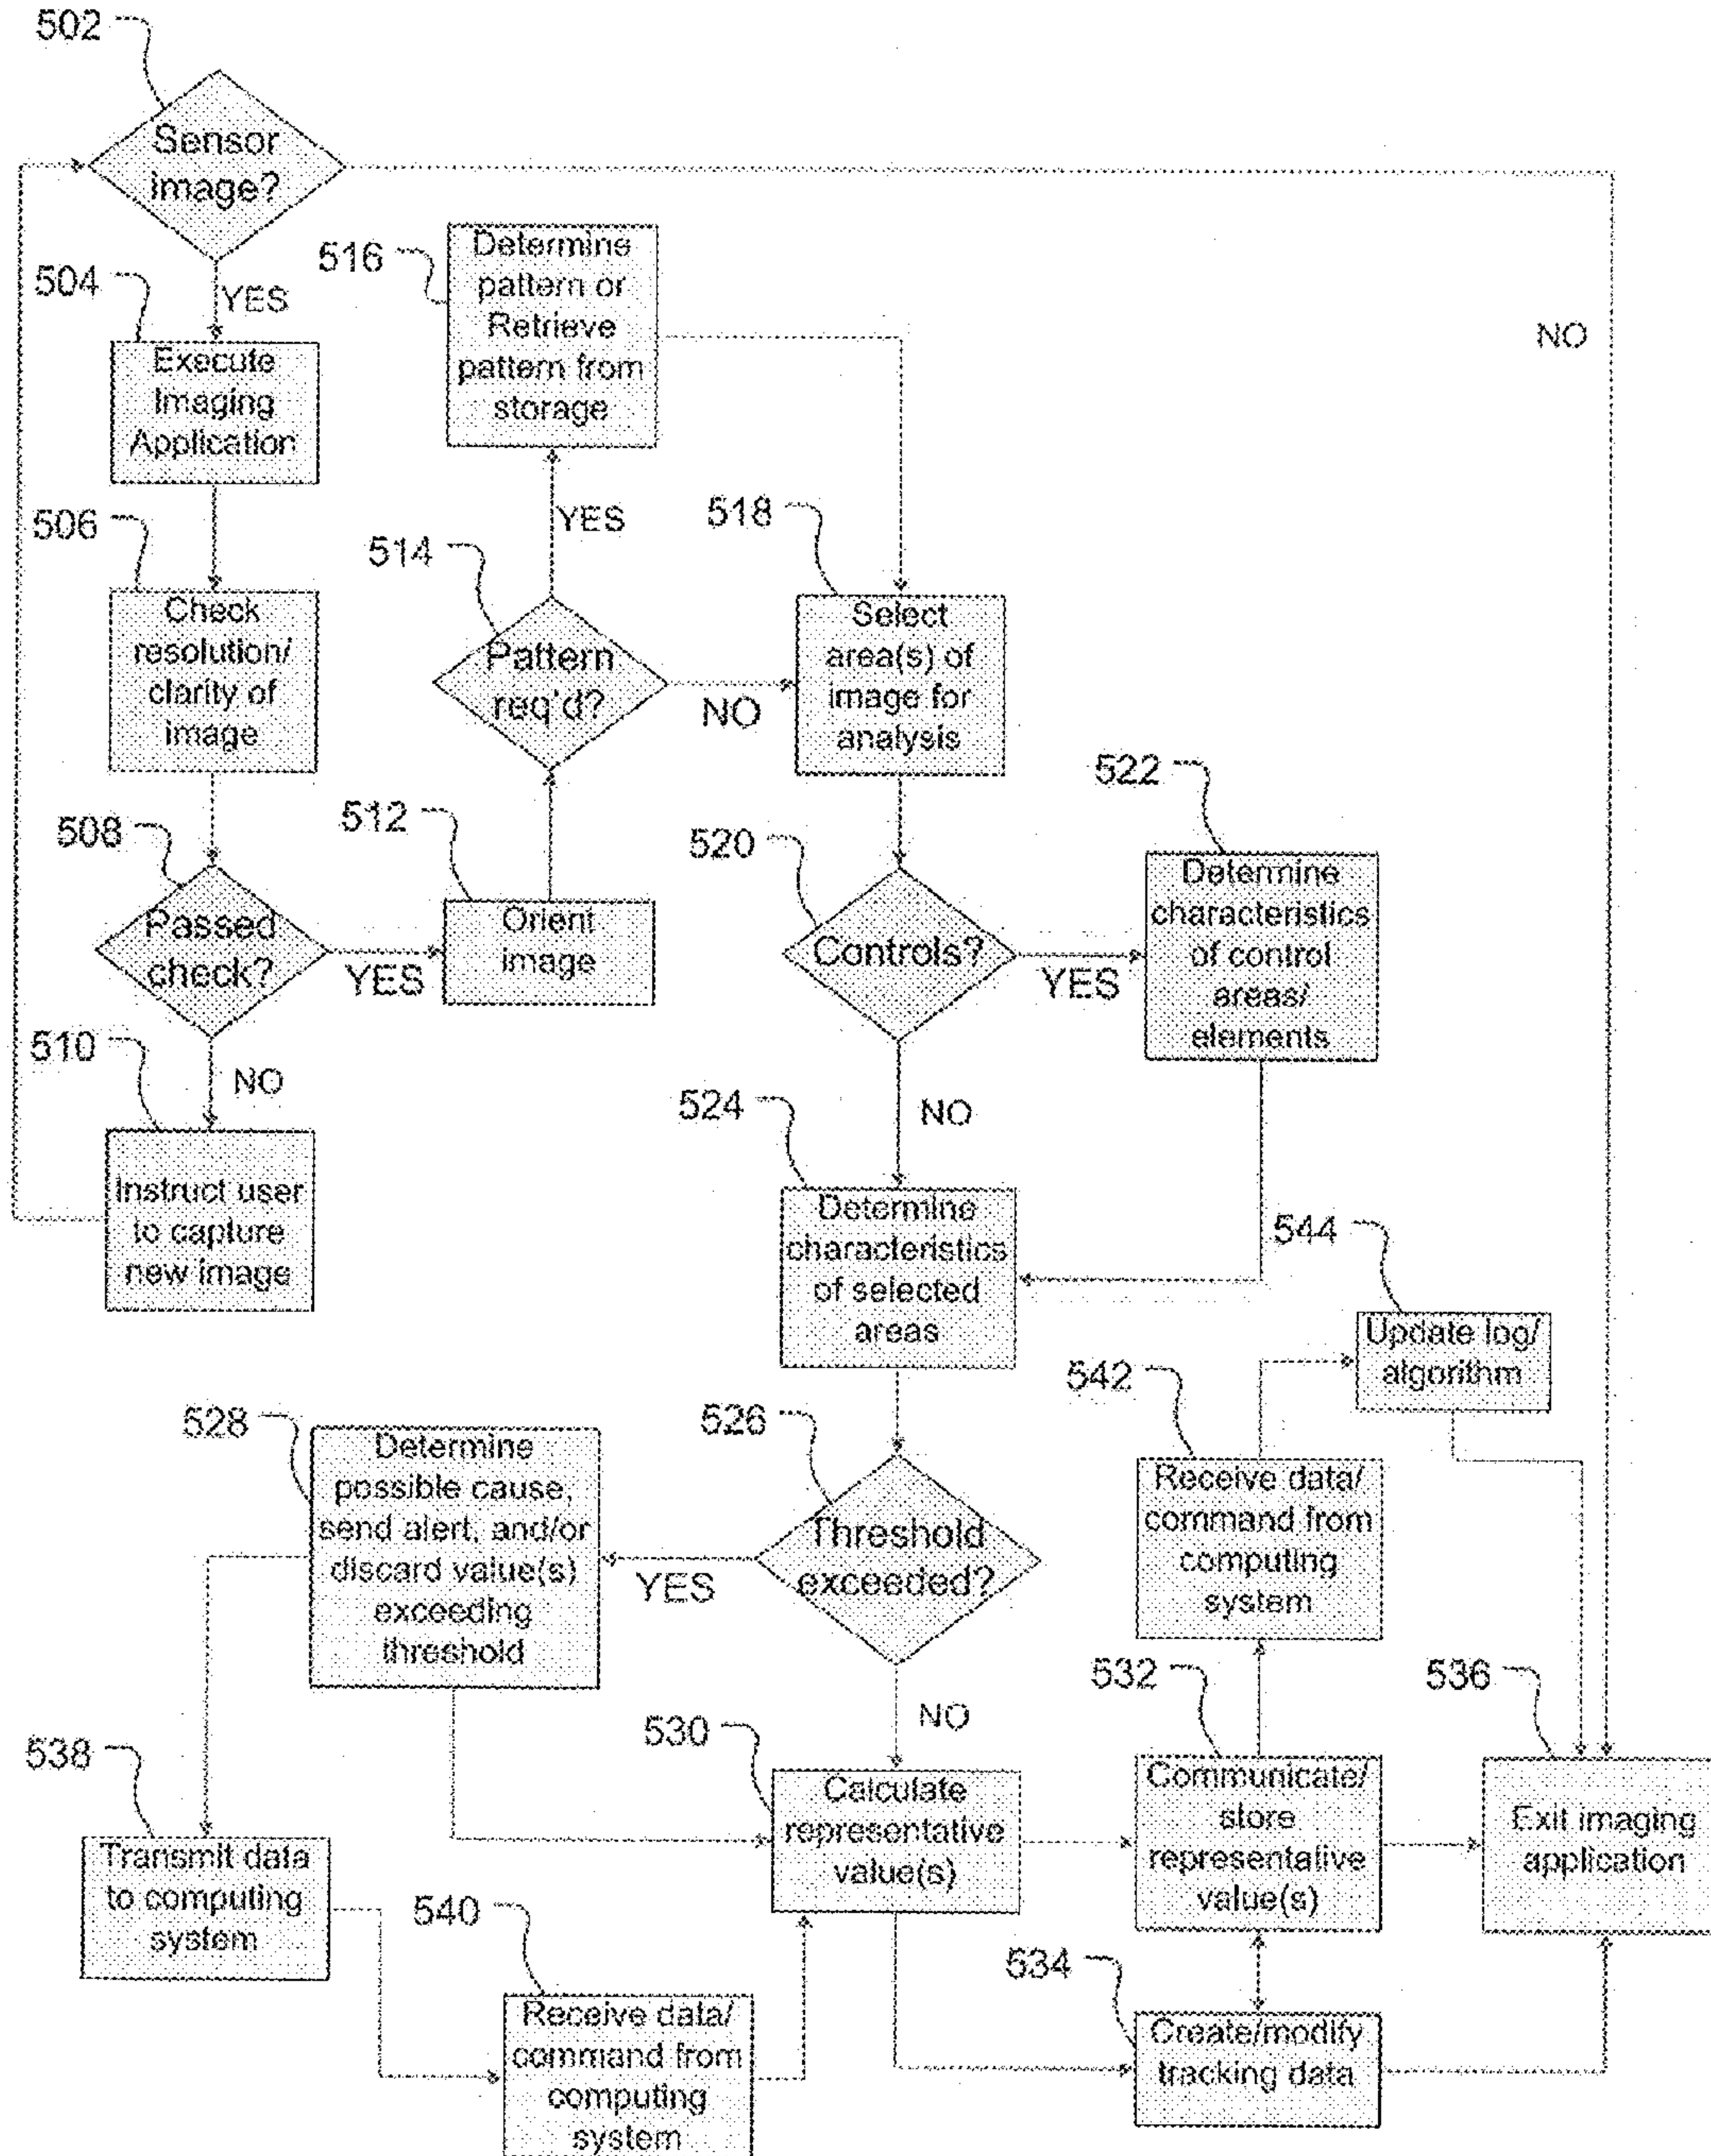 502
Sensor
image?
504
YES
Execute
Imaging
Application
506
Check
resolution/
clarity of
image
508
Passed
check?
YES
510
NO
Instruct user
to capture
new image
512
Orient
image
514
Pattern
req'd?
YES
NO
516
Determine
pattern or
Retrieve
pattern from
storage
518
Select
area(s) of
image for
analysis
520
Controls?
YES
NO
522
Determine
characteristics
of control
areas/
elements
524
Determine
characteristics
of selected
areas
526
Threshold
exceeded?
YES
NO
528
Determine
possible cause,
send alert, and/or
discard value(s)
exceeding
threshold
530
Calculate
representative
value(s)
532
Communicate/
store
representative
value(s)
534
Create/modify
tracking data
536
Exit imaging
application
NO
538
Transmit data
to computing
system
540
Receive data/
command from
computing
system
542
Receive data/
command from
computing
system
544
Update log/
algorithm